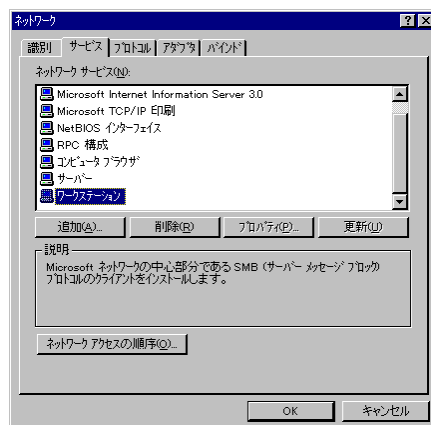 ネットワーク
識別 サービス プロトコル アダプタ バインド
ネットワーク サービス(N):
Microsoft Internet Information Server 3.0
Microsoft TCP/IP 印刷
NetBIOS インターフェイス
RPC 構成
コンピュータ ブラウザ
サーバー
ワークステーション
追加(A)... 削除(R) プロパティ(P)... 更新(U)
説明
Microsoft ネットワークの中心部分である SMB (サーバー メッセージ ブロック)
プロトコルのクライアントをインストールします。
ネットワーク アクセスの順序(O)...
OK キャンセル